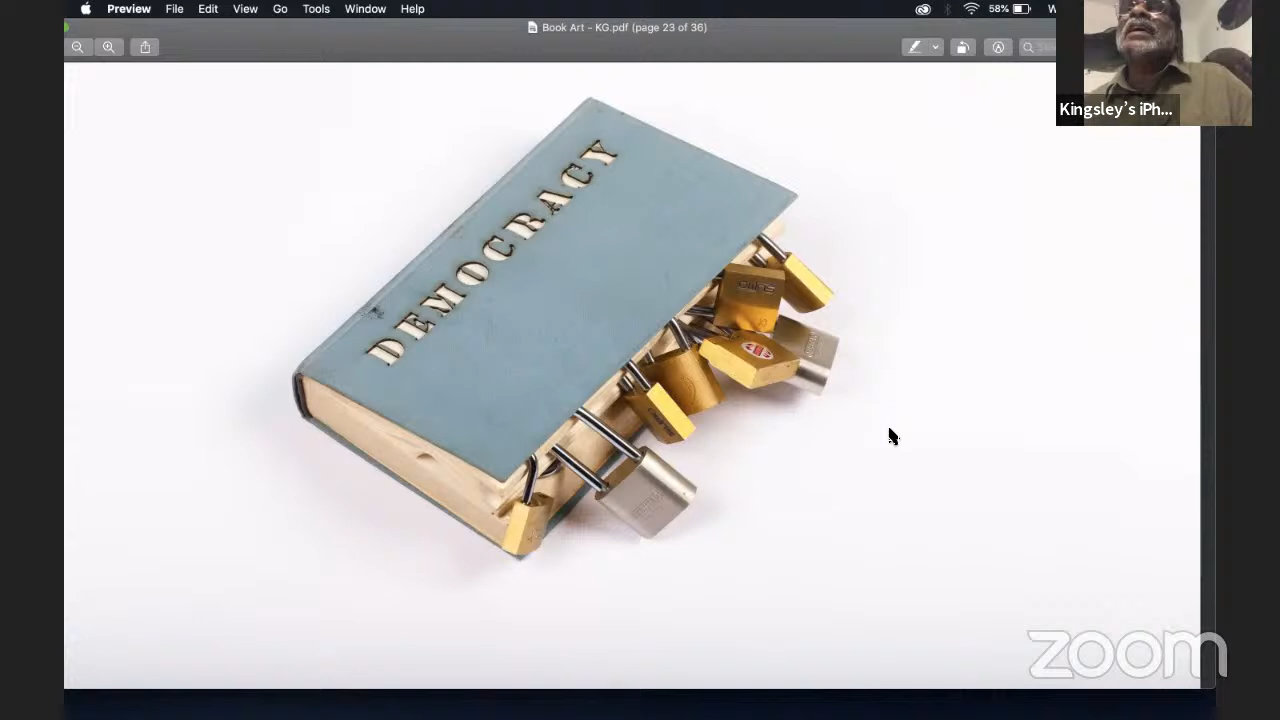 Preview File Edit View Go Tools Window Help
58%
Book Art - KG.pdf (page 23 of 36)
Kingsley's iPh...
DEMOCRACY
zoom